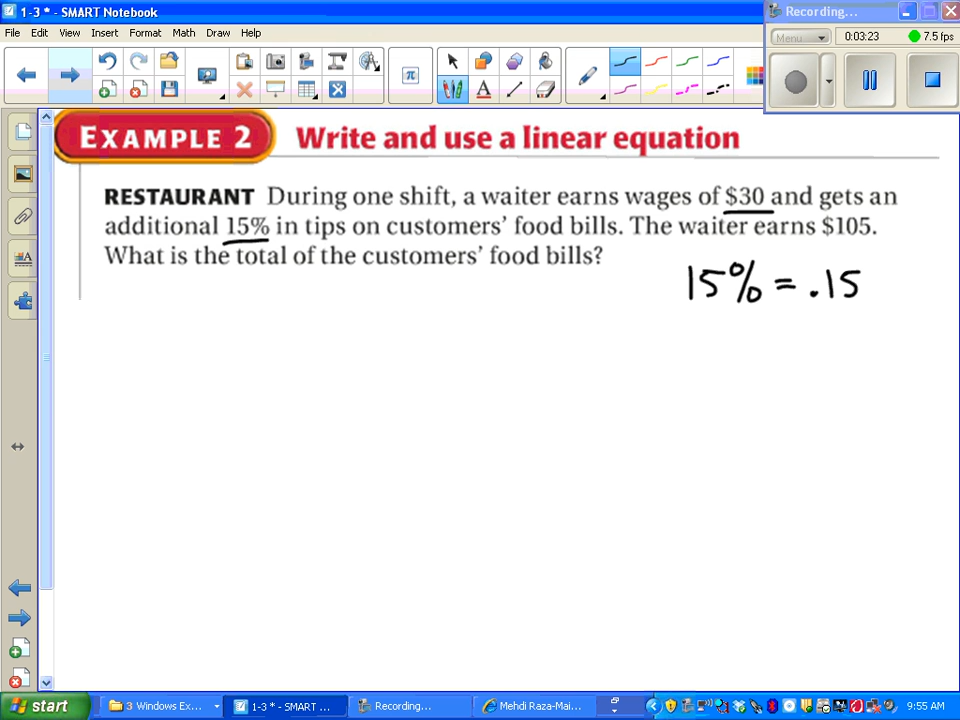 1-3 * - SMART Notebook
Recording...
File Edit View Insert Format Math Draw Help
Menu 0:03:23 7.5 fps
EXAMPLE 2 Write and use a linear equation
RESTAURANT During one shift, a waiter earns wages of $30 and gets an
additional 15% in tips on customers' food bills. The waiter earns $105.
What is the total of the customers' food bills?
15% = .15
start 3 Windows Ex... 1-3 * - SMART ... Recording... Mehdi Raza-Mai... 9:55 AM